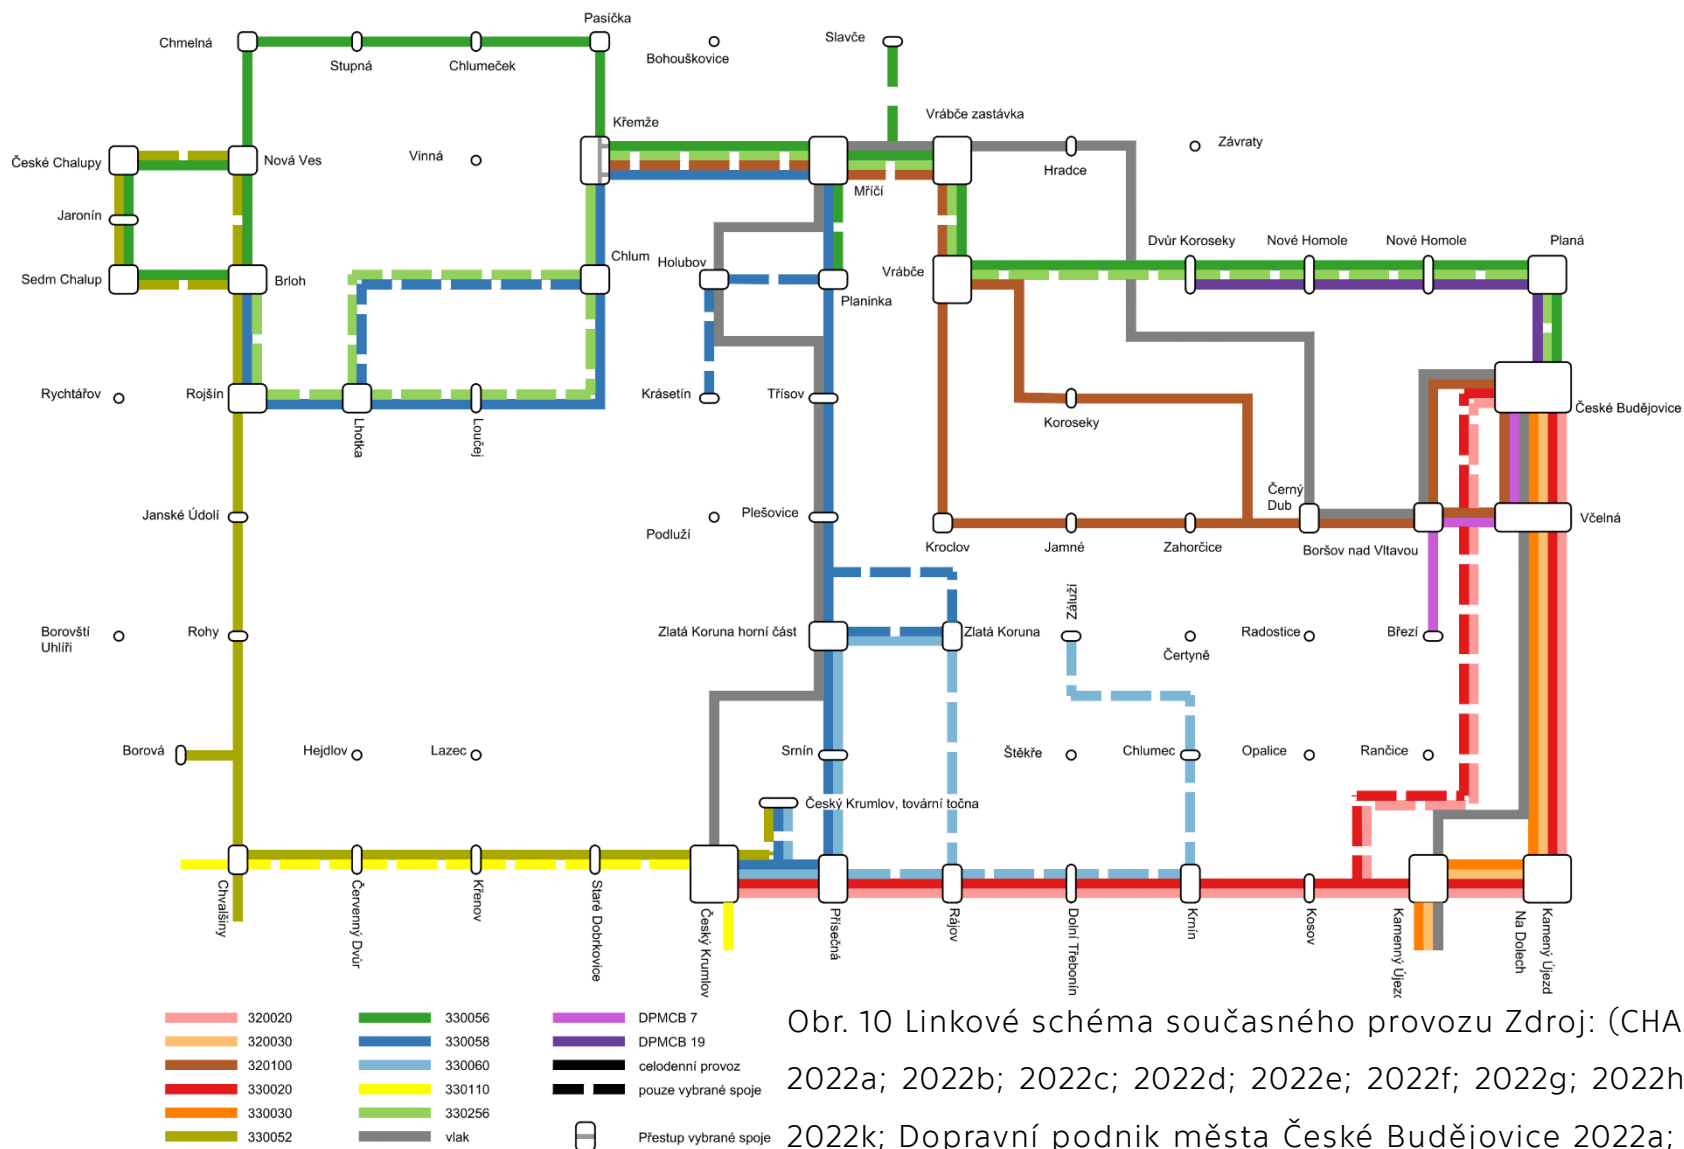 Pasíčka
Chmelná
Slavče
Bohouškovice
Stupná
Chlumeček
Vrábče zastávka
Křemže
České Chalupy
Nová Ves
Vinná
Závraty
Hradce
Mříčí
Jaronín
Dvůr Koroseky
Nové Homole
Nové Homole
Planá
Chlum
Holubov
Vrábče
Sedm Chalup
Brloh
Planinka
Rychtářov
Rojšín
Krásetín
Třísov
České Budějovice
Lhotka
Loučej
Koroseky
Černý
Dub
Janské Údolí
Plešovice
Podluží
Včelná
Kroclov
Jamné
Zahorčice
Boršov nad Vltavou
Záluží
Borovští
Uhlíři
Rohy
Zlatá Koruna horní část
Zlatá Koruna
Čertyně
Radostice
Březí
Borová
Hejdlov
Lazec
Srnín
Štěkře
Chlumec
Opalice
Rančice
Český Krumlov, tovární točna
Chvalšiny
Červenný Dvůr
Křenov
Staré Dobrkovice
Český Krumlov
Přísečná
Rájov
Dolní Třebonín
Krnín
Kosov
Kamenný Újezd
Na Dolech
Kamený Újezd
320020
320030
320100
330020
330030
330052
330056
330058
330060
330110
330256
vlak
DPMCB 7
DPMCB 19
celodenní provoz
pouze vybrané spoje
Přestup vybrané spoje
Obr. 10 Linkové schéma současného provozu Zdroj: (CHA
2022a; 2022b; 2022c; 2022d; 2022e; 2022f; 2022g; 2022h
2022k; Dopravní podnik města České Budějovice 2022a;